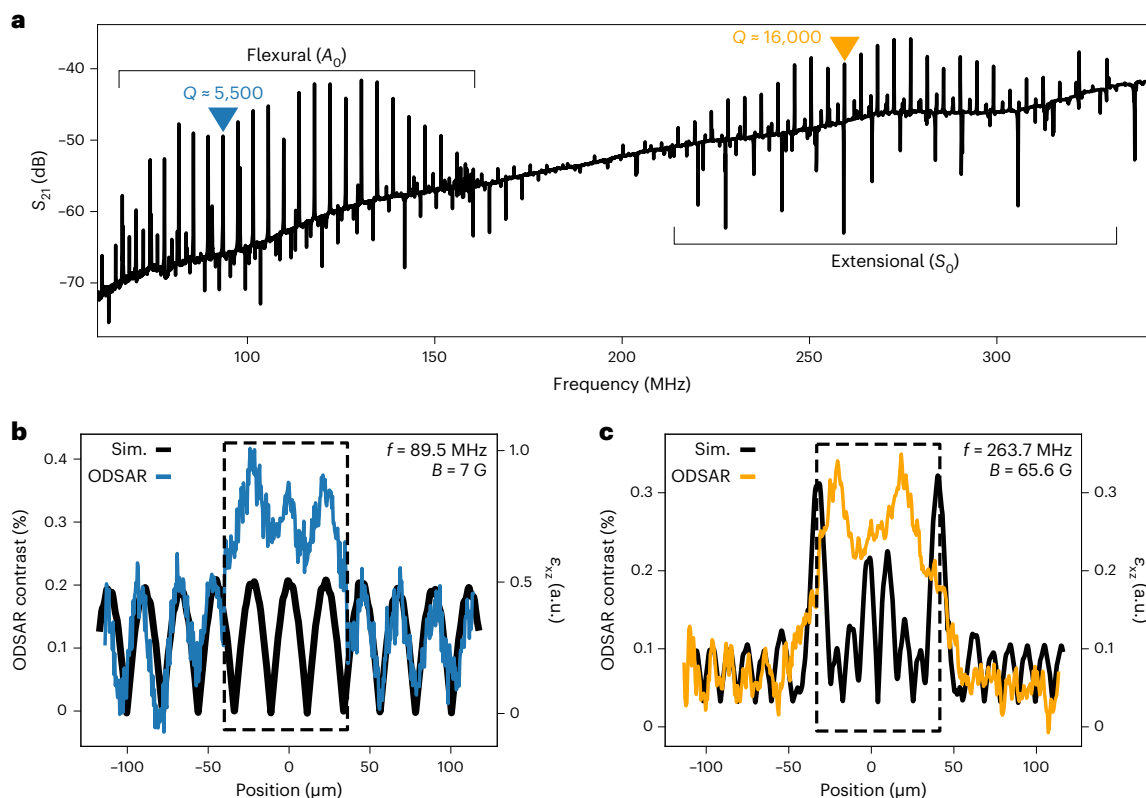 a
Flexural (A₀)
Q ≈ 5,500
Q ≈ 16,000
Extensional (S₀)
S₂₁ (dB)
−40
−50
−60
−70
100
150
200
250
300
Frequency (MHz)
b
Sim.
ODSAR
f = 89.5 MHz
B = 7 G
ODSAR contrast (%)
0.4
0.3
0.2
0.1
0
1.0
0.5
0
εxz (a.u.)
−100
−50
0
50
100
Position (µm)
c
Sim.
ODSAR
f = 263.7 MHz
B = 65.6 G
ODSAR contrast (%)
0.3
0.2
0.1
0
0.3
0.2
0.1
0
εxz (a.u.)
−100
−50
0
50
100
Position (µm)